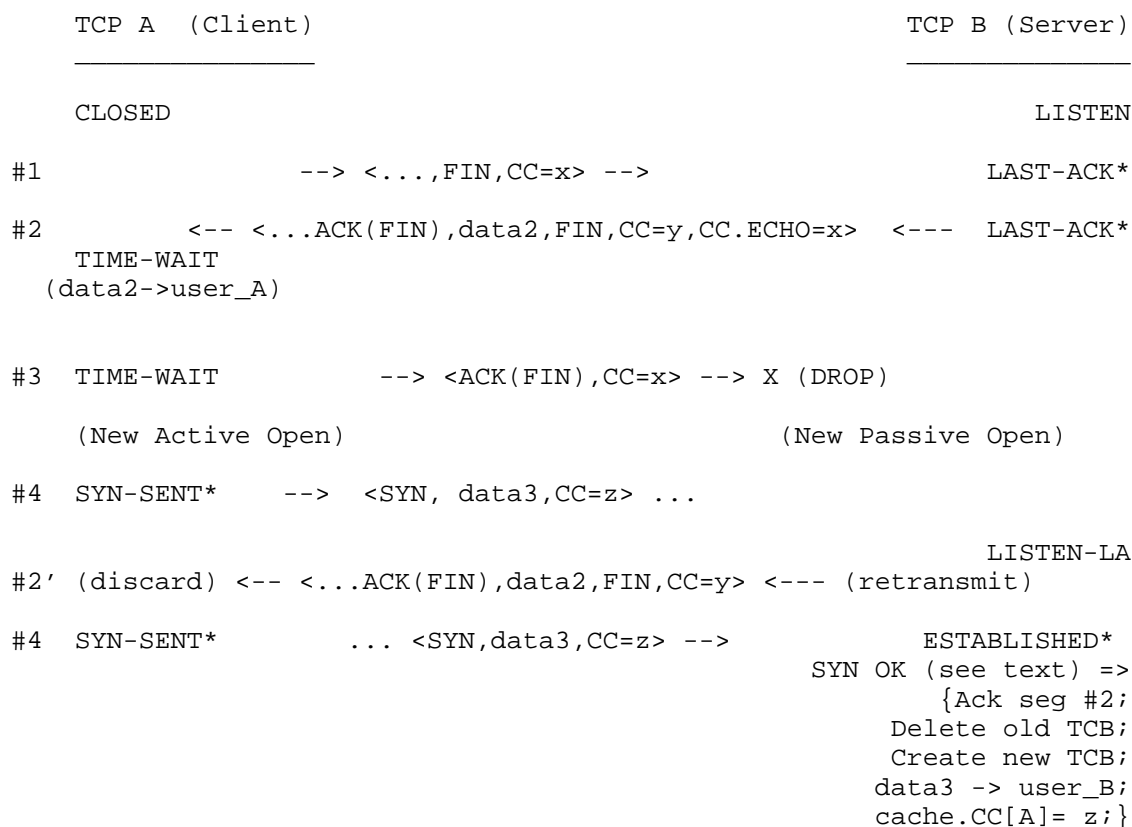 TCP A  (Client)                                      TCP B (Server)
_______________                                      ______________
CLOSED                                                       LISTEN
#1                --> <...,FIN,CC=x> -->                     LAST-ACK*
#2         <-- <...ACK(FIN),data2,FIN,CC=y,CC.ECHO=x>  <---  LAST-ACK*
TIME-WAIT
(data2->user_A)
#3  TIME-WAIT          --> <ACK(FIN),CC=x> --> X (DROP)
(New Active Open)                            (New Passive Open)
#4  SYN-SENT*    -->  <SYN, data3,CC=z> ...
LISTEN-LA
#2' (discard) <-- <...ACK(FIN),data2,FIN,CC=y> <--- (retransmit)
#4  SYN-SENT*        ... <SYN,data3,CC=z> -->            ESTABLISHED*
SYN OK (see text) =>
{Ack seg #2;
Delete old TCB;
Create new TCB;
data3 -> user_B;
cache.CC[A]= z;}